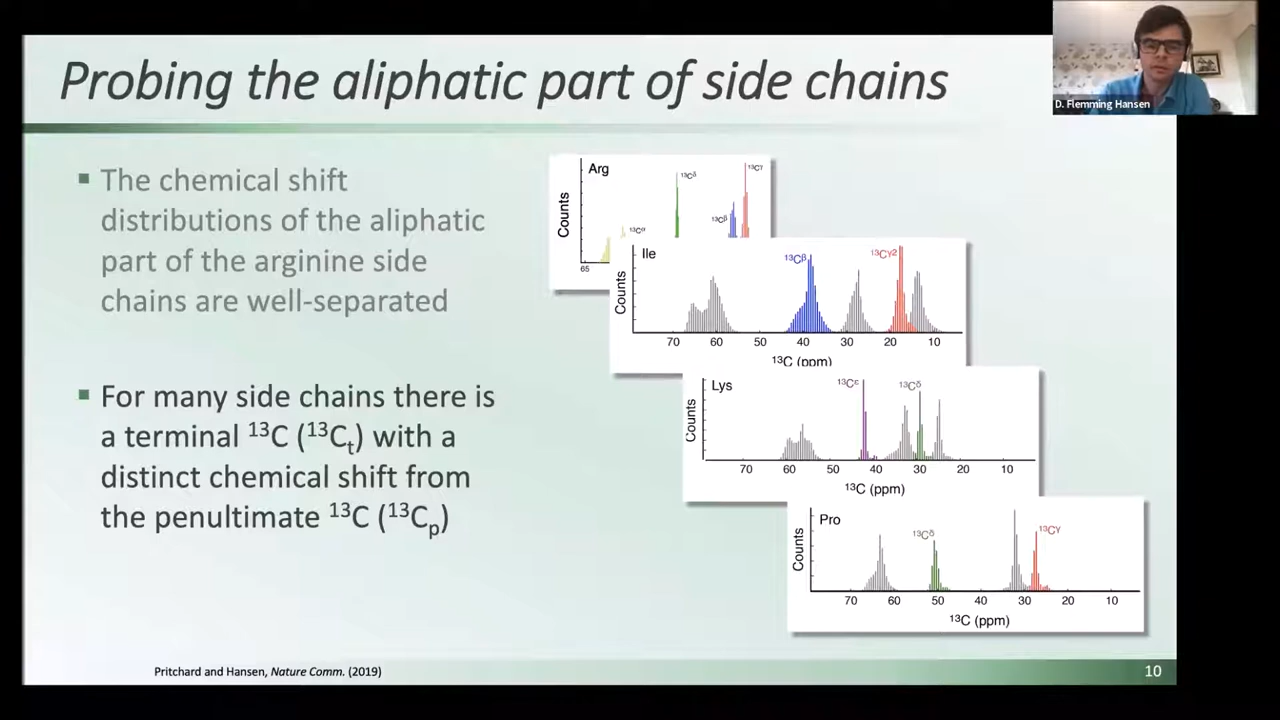 Probing the aliphatic part of side chains
D. Flemming Hansen
▪ The chemical shift
distributions of the aliphatic
part of the arginine side
chains are well-separated
▪ For many side chains there is
a terminal ¹³C (¹³Cₜ) with a
distinct chemical shift from
the penultimate ¹³C (¹³Cₚ)
Arg
¹³Cδ
¹³Cγ
¹³Cβ
¹³Cα
Counts
65
Ile
¹³Cβ
¹³Cγ2
Counts
70 60 50 40 30 20 10
¹³C (ppm)
Lys
¹³Cε
¹³Cδ
Counts
70 60 50 40 30 20 10
¹³C (ppm)
Pro
¹³Cδ
¹³Cγ
Counts
70 60 50 40 30 20 10
¹³C (ppm)
Pritchard and Hansen, Nature Comm. (2019)
10